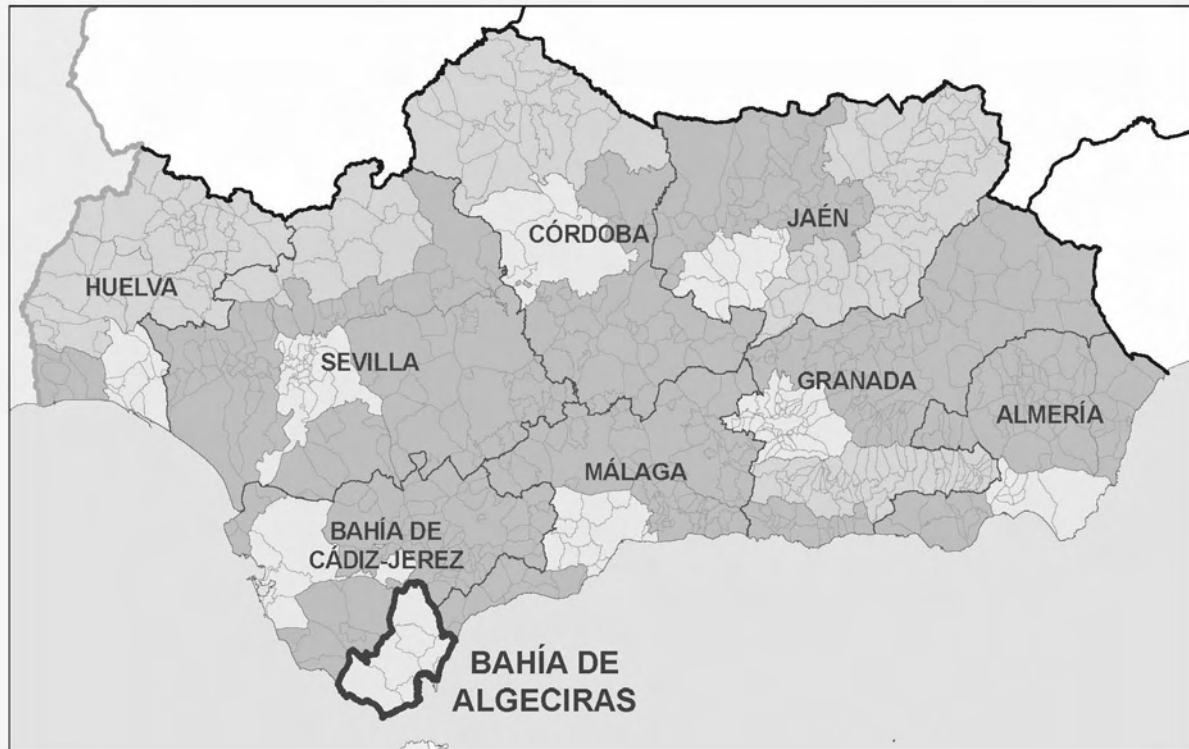 CÓRDOBA
JAÉN
HUELVA
SEVILLA
GRANADA
ALMERÍA
MÁLAGA
BAHÍA DE
CÁDIZ-JEREZ
BAHÍA DE
ALGECIRAS